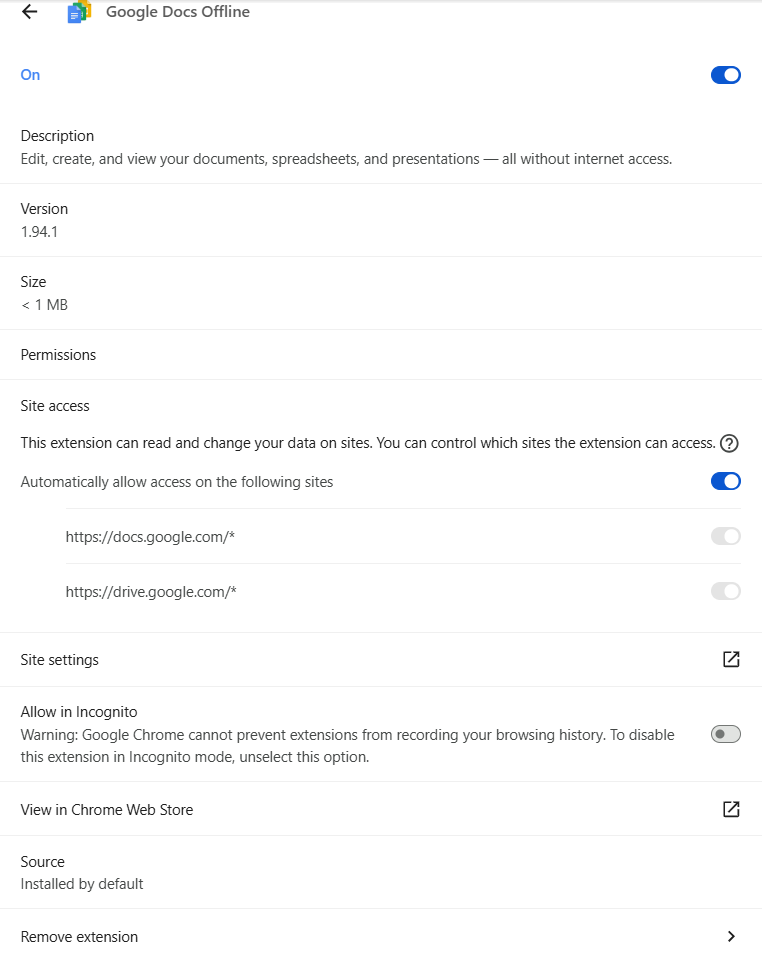 Google Docs Offline
On
Description
Edit, create, and view your documents, spreadsheets, and presentations — all without internet access.
Version
1.94.1
Size
< 1 MB
Permissions
Site access
This extension can read and change your data on sites. You can control which sites the extension can access.
Automatically allow access on the following sites
https://docs.google.com/*
https://drive.google.com/*
Site settings
Allow in Incognito
Warning: Google Chrome cannot prevent extensions from recording your browsing history. To disable
this extension in Incognito mode, unselect this option.
View in Chrome Web Store
Source
Installed by default
Remove extension